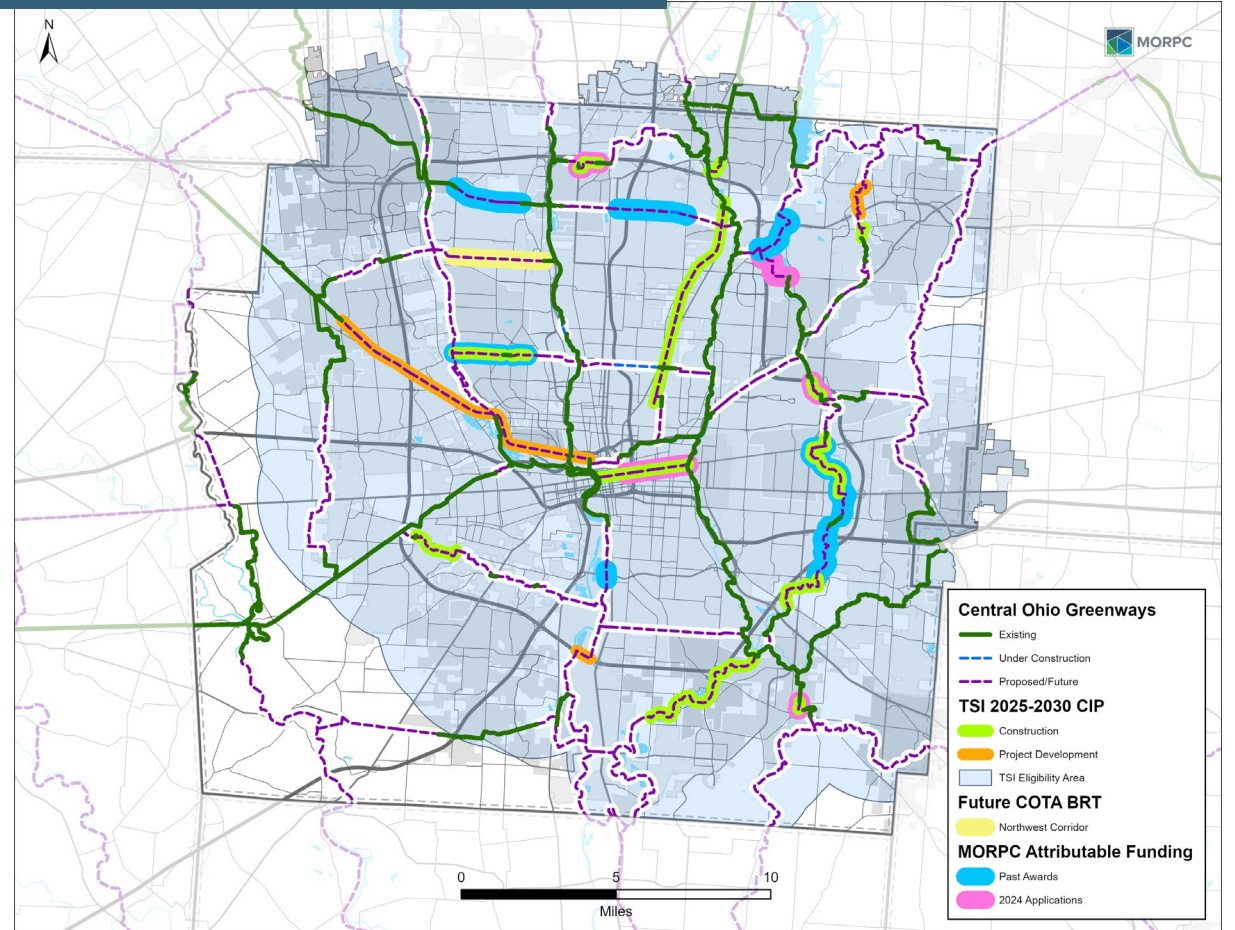 N
MORPC
Central Ohio Greenways
Existing
Under Construction
Proposed/Future
TSI 2025-2030 CIP
Construction
Project Development
TSI Eligibility Area
Future COTA BRT
Northwest Corridor
MORPC Attributable Funding
Past Awards
2024 Applications
0 5 10
Miles